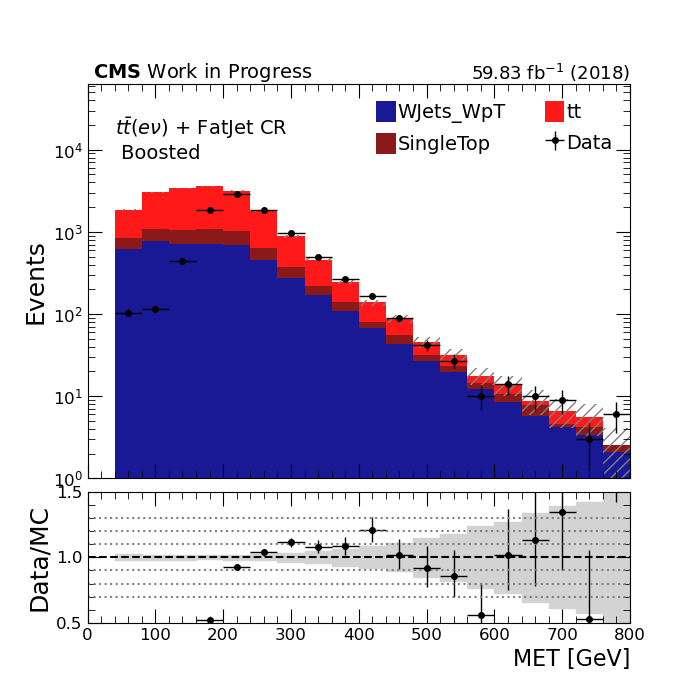 CMS Work in Progress 59.83 fb⁻¹ (2018)
tt̄(eν) + FatJet CR
Boosted
WJets_WpT tt
SingleTop Data
Events
10⁴
10³
10²
10¹
10⁰
Data/MC
1.5
1.0
0.5
0 100 200 300 400 500 600 700 800
MET [GeV]